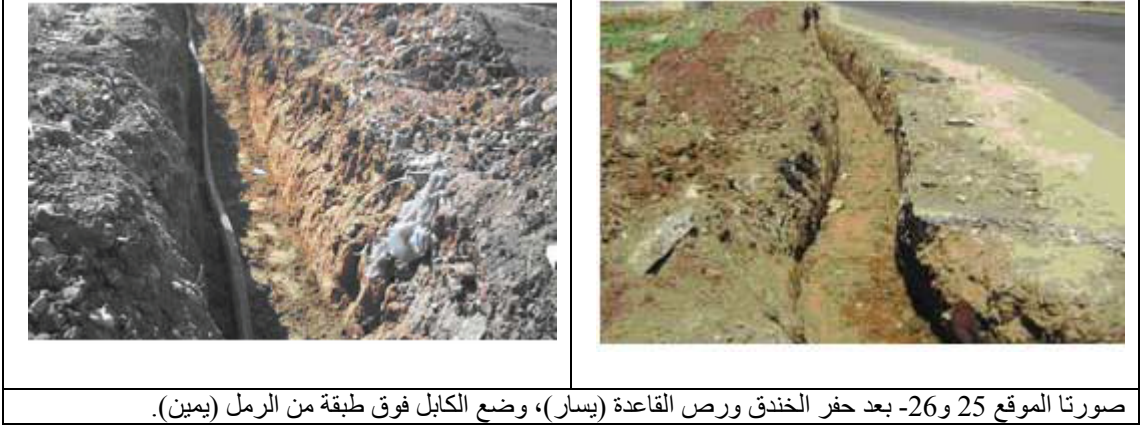 صورتا الموقع 25 و26- بعد حفر الخندق ورص القاعدة (يسار)، وضع الكابل فوق طبقة من الرمل (يمين).